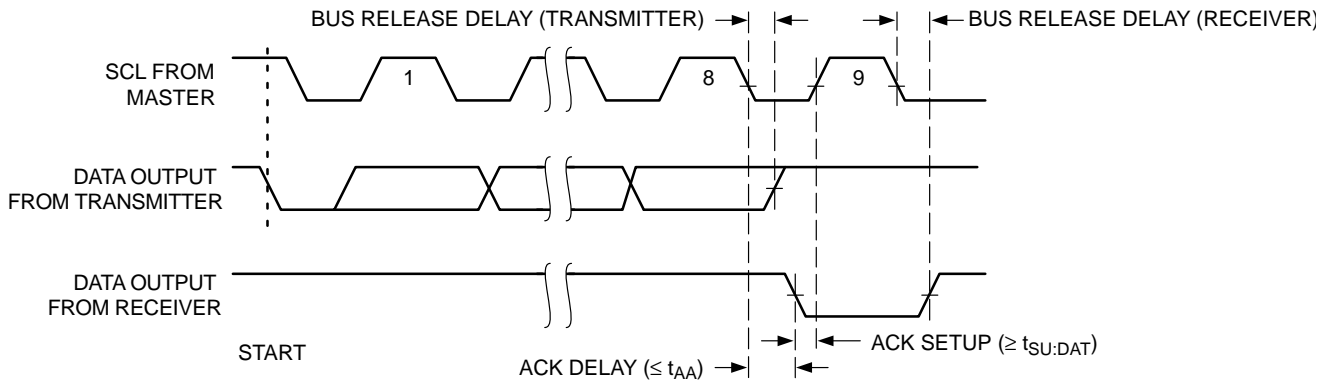 BUS RELEASE DELAY (TRANSMITTER)
BUS RELEASE DELAY (RECEIVER)
SCL FROM
MASTER
1
8
9
DATA OUTPUT
FROM TRANSMITTER
DATA OUTPUT
FROM RECEIVER
START
ACK SETUP (≥ tSU:DAT)
ACK DELAY (≤ tAA)